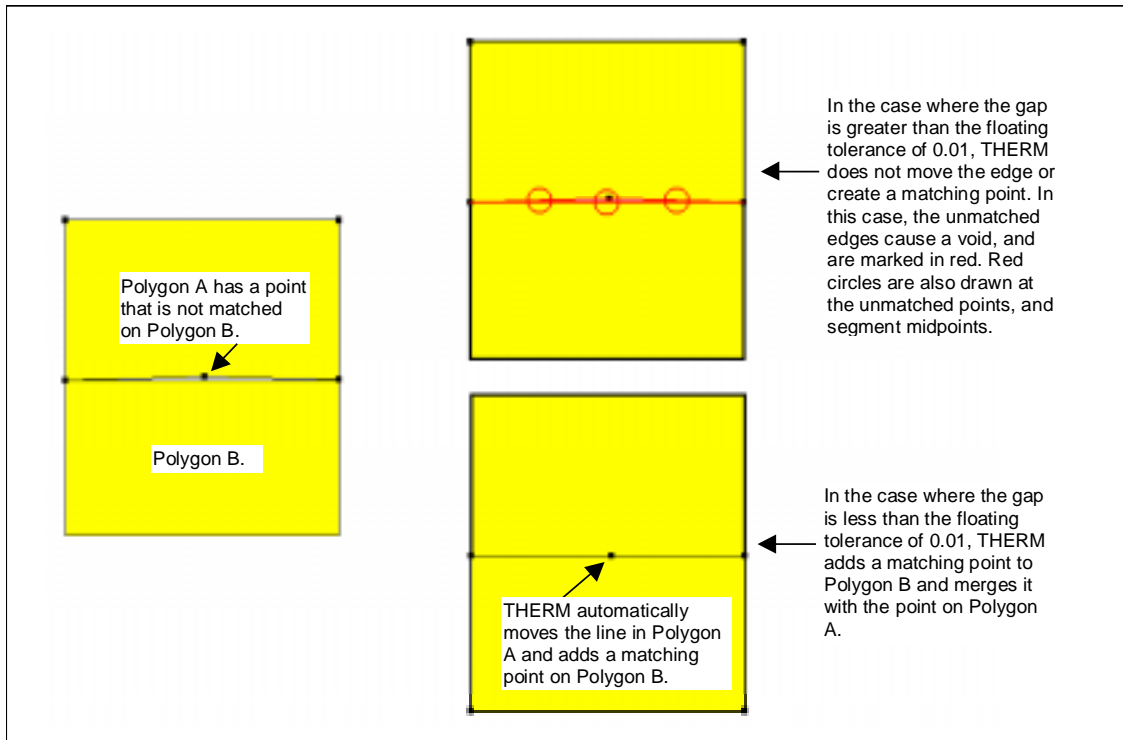 Polygon A has a point
that is not matched
on Polygon B.
Polygon B.
In the case where the gap
is greater than the floating
tolerance of 0.01, THERM
does not move the edge or
create a matching point. In
this case, the unmatched
edges cause a void, and
are marked in red. Red
circles are also drawn at
the unmatched points, and
segment midpoints.
THERM automatically
moves the line in Polygon
A and adds a matching
point on Polygon B.
In the case where the gap
is less than the floating
tolerance of 0.01, THERM
adds a matching point to
Polygon B and merges it
with the point on Polygon
A.